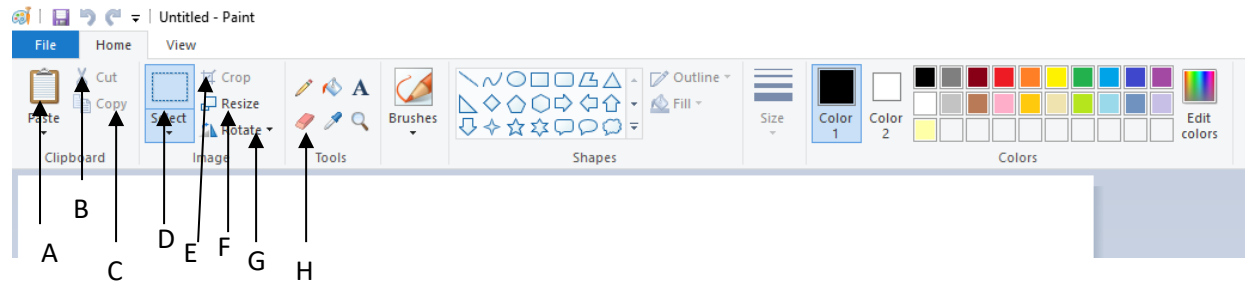 Untitled - Paint
File Home View
Cut Crop Outline
Copy Resize A Fill
Paste Select Rotate Brushes Size Color 1 Color 2 Edit colors
Clipboard Image Tools Shapes Colors
B
A D E F G
C H